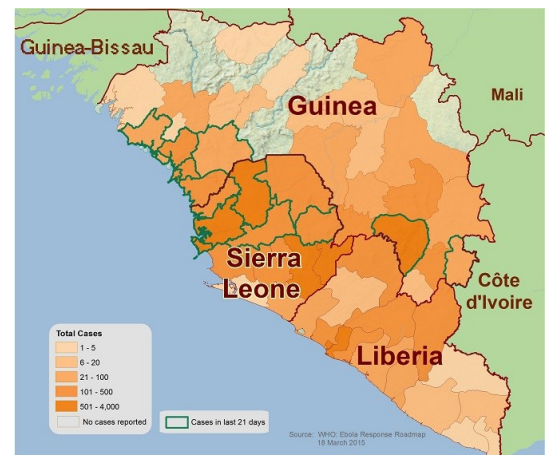 Guinea-Bissau
Guinea
Mali
Sierra
Leone
Côte
d'Ivoire
Liberia
Total Cases
1 - 5
6 - 20
21 - 100
101 - 500
501 - 4,000
No cases reported
Cases in last 21 days
Source: WHO: Ebola Response Roadmap
18 March 2015